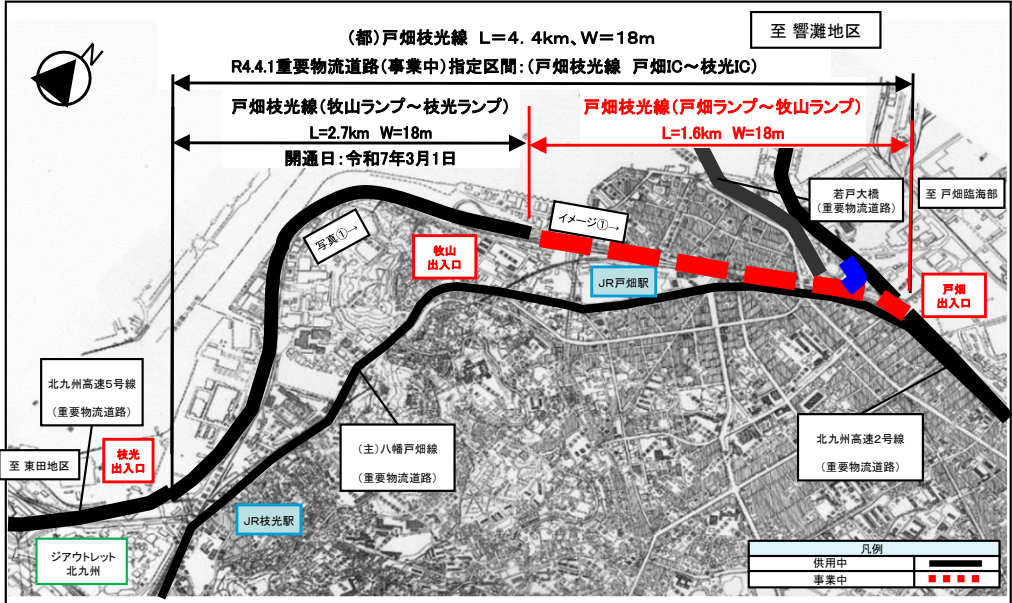 (都)戸畑枝光線 L=4.4km、W=18m
至 響灘地区
N
R4.4.1重要物流道路(事業中)指定区間:(戸畑枝光線 戸畑IC~枝光IC)
戸畑枝光線(牧山ランプ~枝光ランプ)
L=2.7km W=18m
開通日:令和7年3月1日
戸畑枝光線(戸畑ランプ~牧山ランプ)
L=1.6km W=18m
若戸大橋
(重要物流道路)
至 戸畑臨海部
写真①→
イメージ①→
牧山
出入口
JR戸畑駅
戸畑
出入口
北九州高速5号線
(重要物流道路)
至 東田地区
枝光
出入口
(主)八幡戸畑線
(重要物流道路)
北九州高速2号線
(重要物流道路)
JR枝光駅
ジアウトレット
北九州
凡例
供用中
事業中